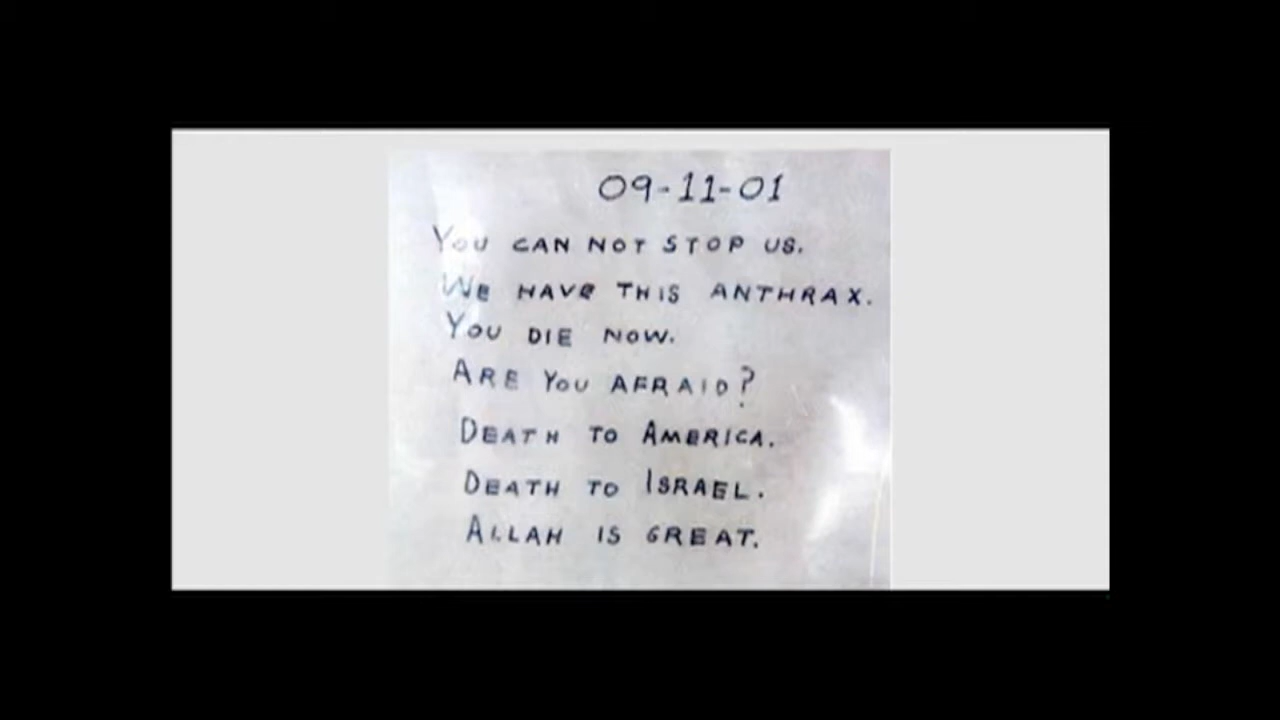 09-11-01
YOU CAN NOT STOP US.
WE HAVE THIS ANTHRAX.
YOU DIE NOW.
ARE YOU AFRAID?
DEATH TO AMERICA.
DEATH TO ISRAEL.
ALLAH IS GREAT.